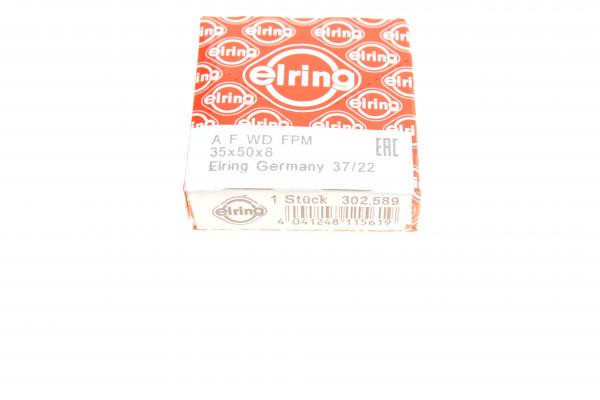 elring
A F WD FPM
35x50x8
EAC
Elring Germany 37/22
elring
1 Stück 302.589
4 041248 115619